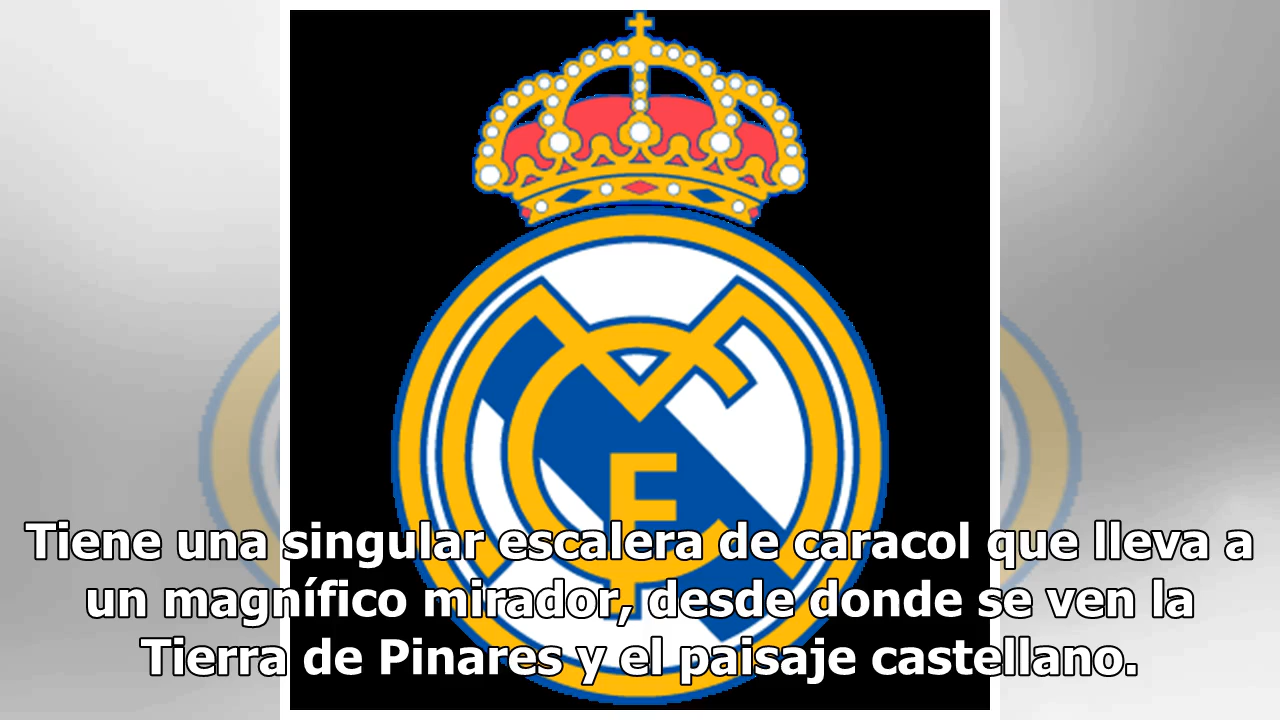 Tiene una singular escalera de caracol que lleva a
un magnífico mirador, desde donde se ven la
Tierra de Pinares y el paisaje castellano.